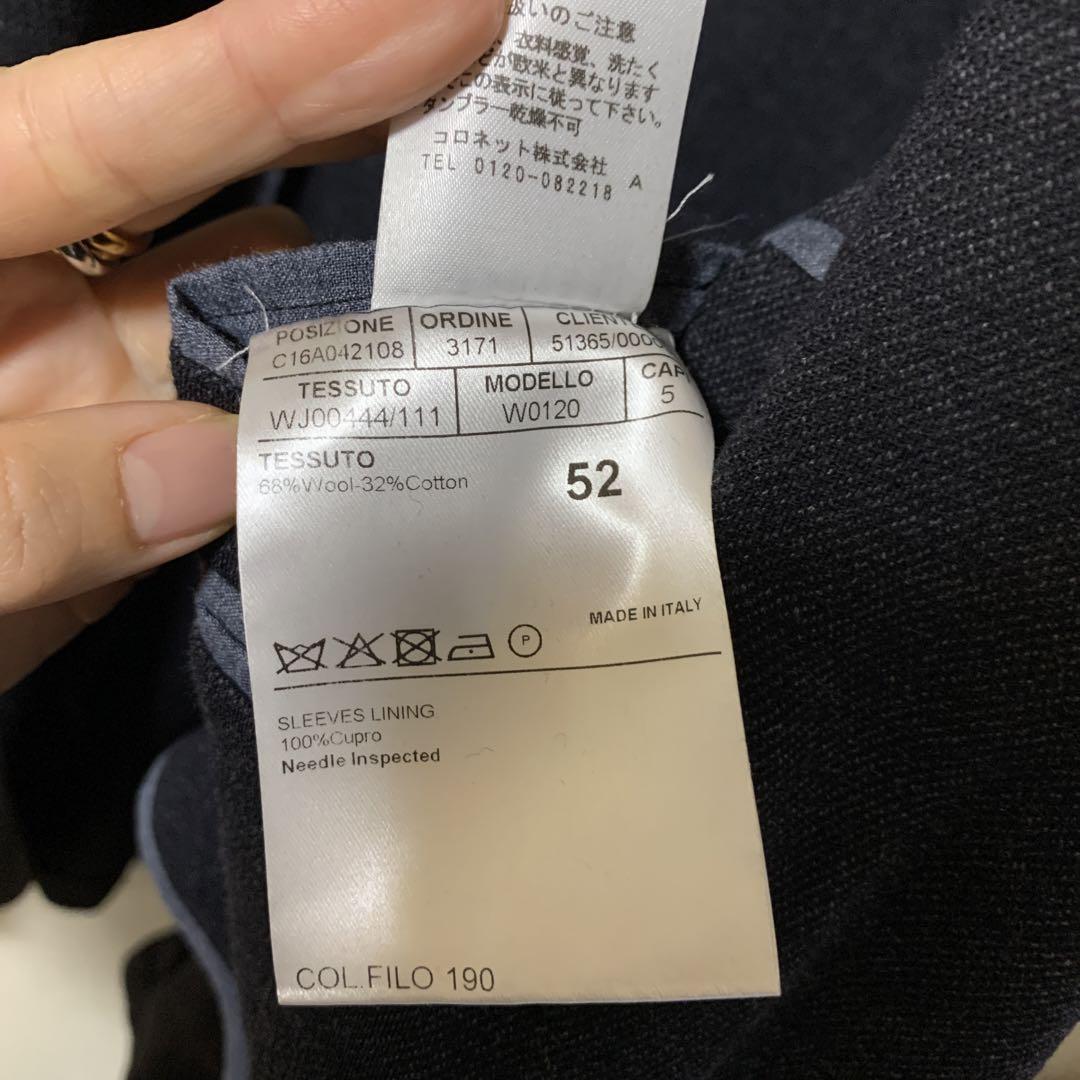 扱いのご注意
衣料感覚、洗たく
が欧米と異なります
この表示に従って下さい。
タンブラー乾燥不可
コロネット株式会社
TEL 0120-082218 A
POSIZIONE ORDINE CLIENT
C16A042108 3171 51365/000
TESSUTO MODELLO CAPI
WJ00444/111 W0120 5
TESSUTO
68%Wool-32%Cotton 52
MADE IN ITALY
P
SLEEVES LINING
100%Cupro
Needle Inspected
COL.FILO 190